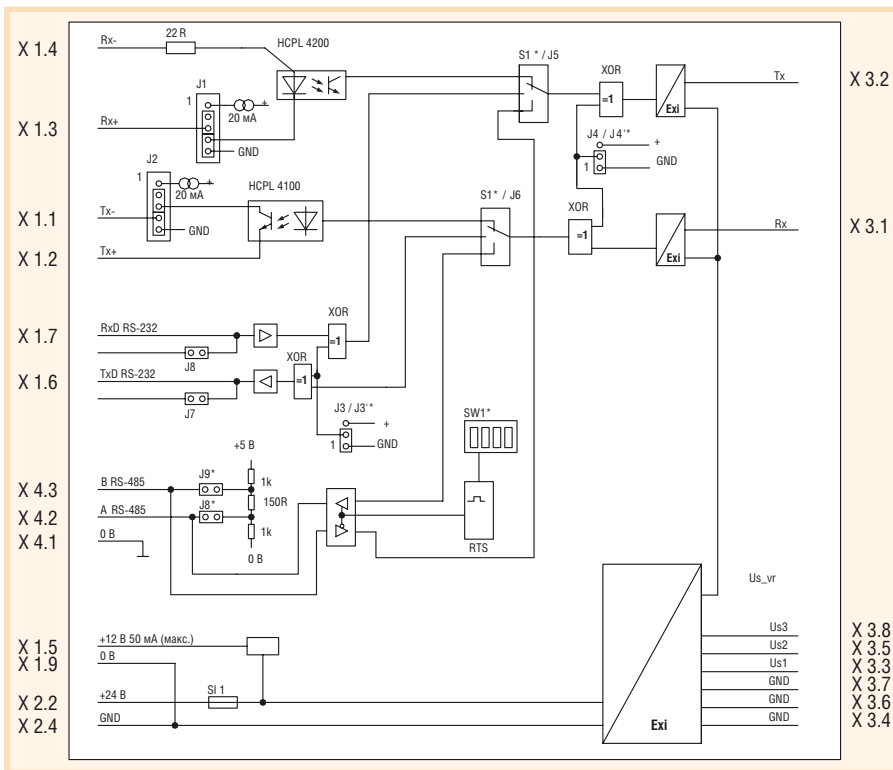 X 1.4
Rx-
22 R
HCPL 4200
S1 * / J5
XOR
=1
Exi
Tx
X 3.2
J1
1
20 мА
+
X 1.3
Rx+
GND
J4 / J4'*
+
1
GND
J2
1
20 мА
+
HCPL 4100
X 1.1
Tx-
GND
S1* / J6
XOR
=1
Exi
Rx
X 3.1
X 1.2
Tx+
X 1.7
RxD RS-232
J8
XOR
=1
X 1.6
TxD RS-232
J7
XOR
=1
J3 / J3'*
+
1
GND
SW1*
+5 В
X 4.3
B RS-485
J9*
1k
150R
X 4.2
A RS-485
J8*
1k
X 4.1
0 В
0 В
RTS
Us_vr
X 1.5
+12 В 50 мА (макс.)
X 1.9
0 В
X 2.2
+24 В
SI 1
X 2.4
GND
Exi
Us3
X 3.8
Us2
X 3.5
Us1
X 3.3
GND
X 3.7
GND
X 3.6
GND
X 3.4